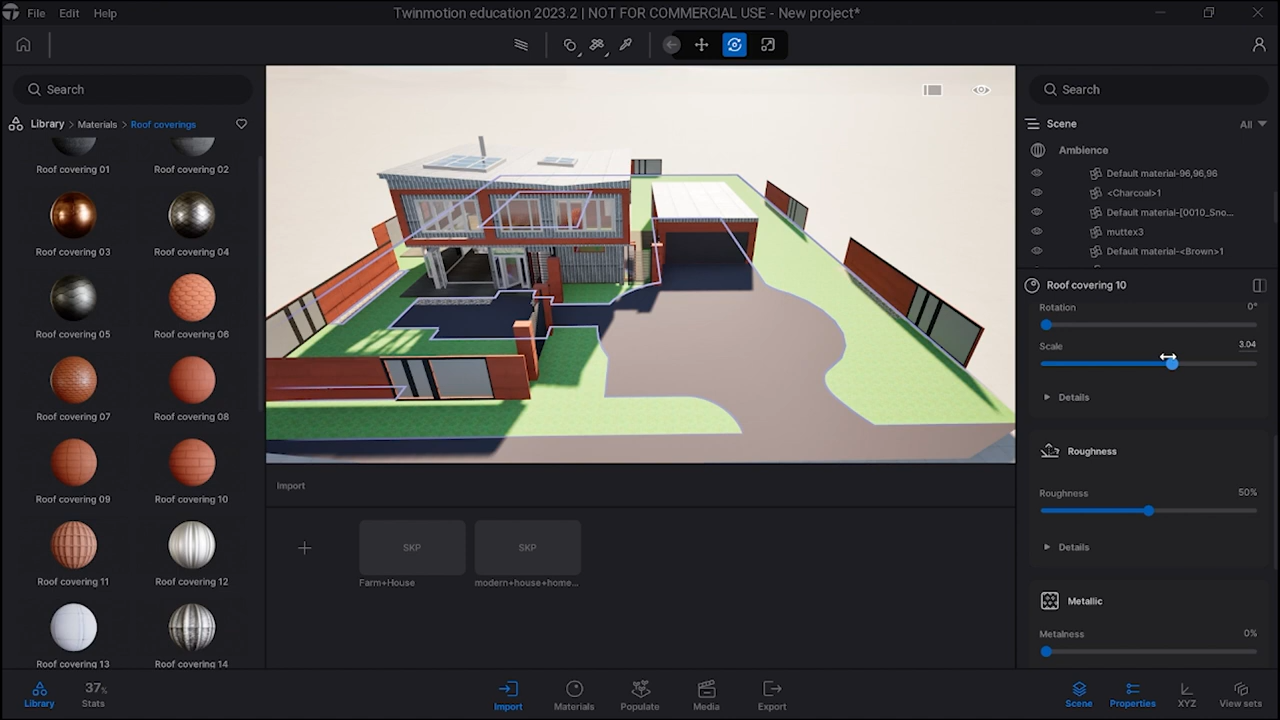 File Edit Help
Twinmotion education 2023.2 | NOT FOR COMMERCIAL USE - New project*
Search
Library > Materials > Roof coverings
Roof covering 01
Roof covering 02
Roof covering 03
Roof covering 04
Roof covering 05
Roof covering 06
Roof covering 07
Roof covering 08
Roof covering 09
Roof covering 10
Roof covering 11
Roof covering 12
Roof covering 13
Roof covering 14
Import
SKP
Farm+House
SKP
modern+house+home...
Search
Scene
All
Ambience
Default material-96,96,96
<Charcoal>1
Default material-[0010_Sno...
muttex3
Default material-<Brown>1
Roof covering 10
Rotation 0°
Scale 3.04
Details
Roughness
Roughness 50%
Details
Metallic
Metalness 0%
Library
37%
Stats
Import
Materials
Populate
Media
Export
Scene
Properties
XYZ
View sets